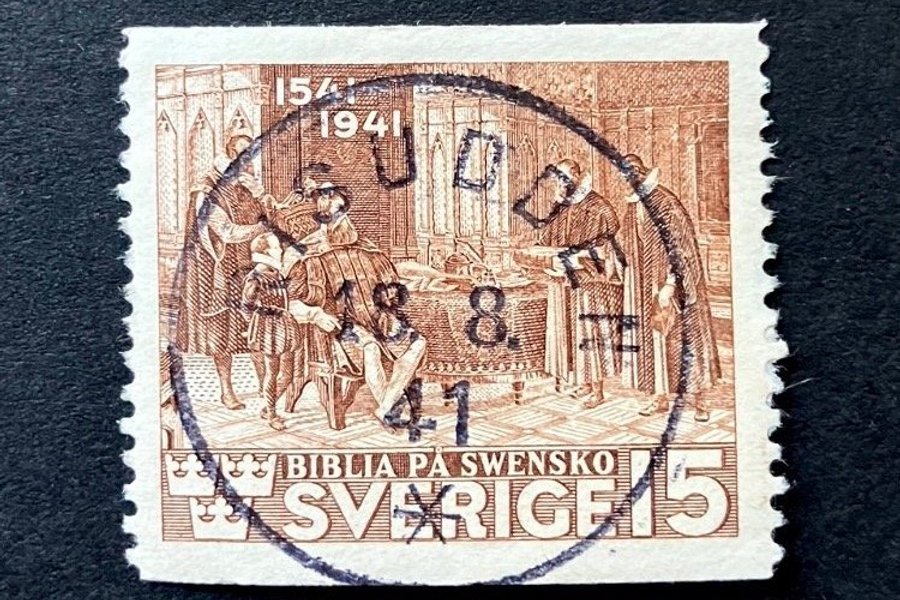 1541
1941
18. 8.
41
BIBLIA PÅ SWENSKO
SVERIGE 15